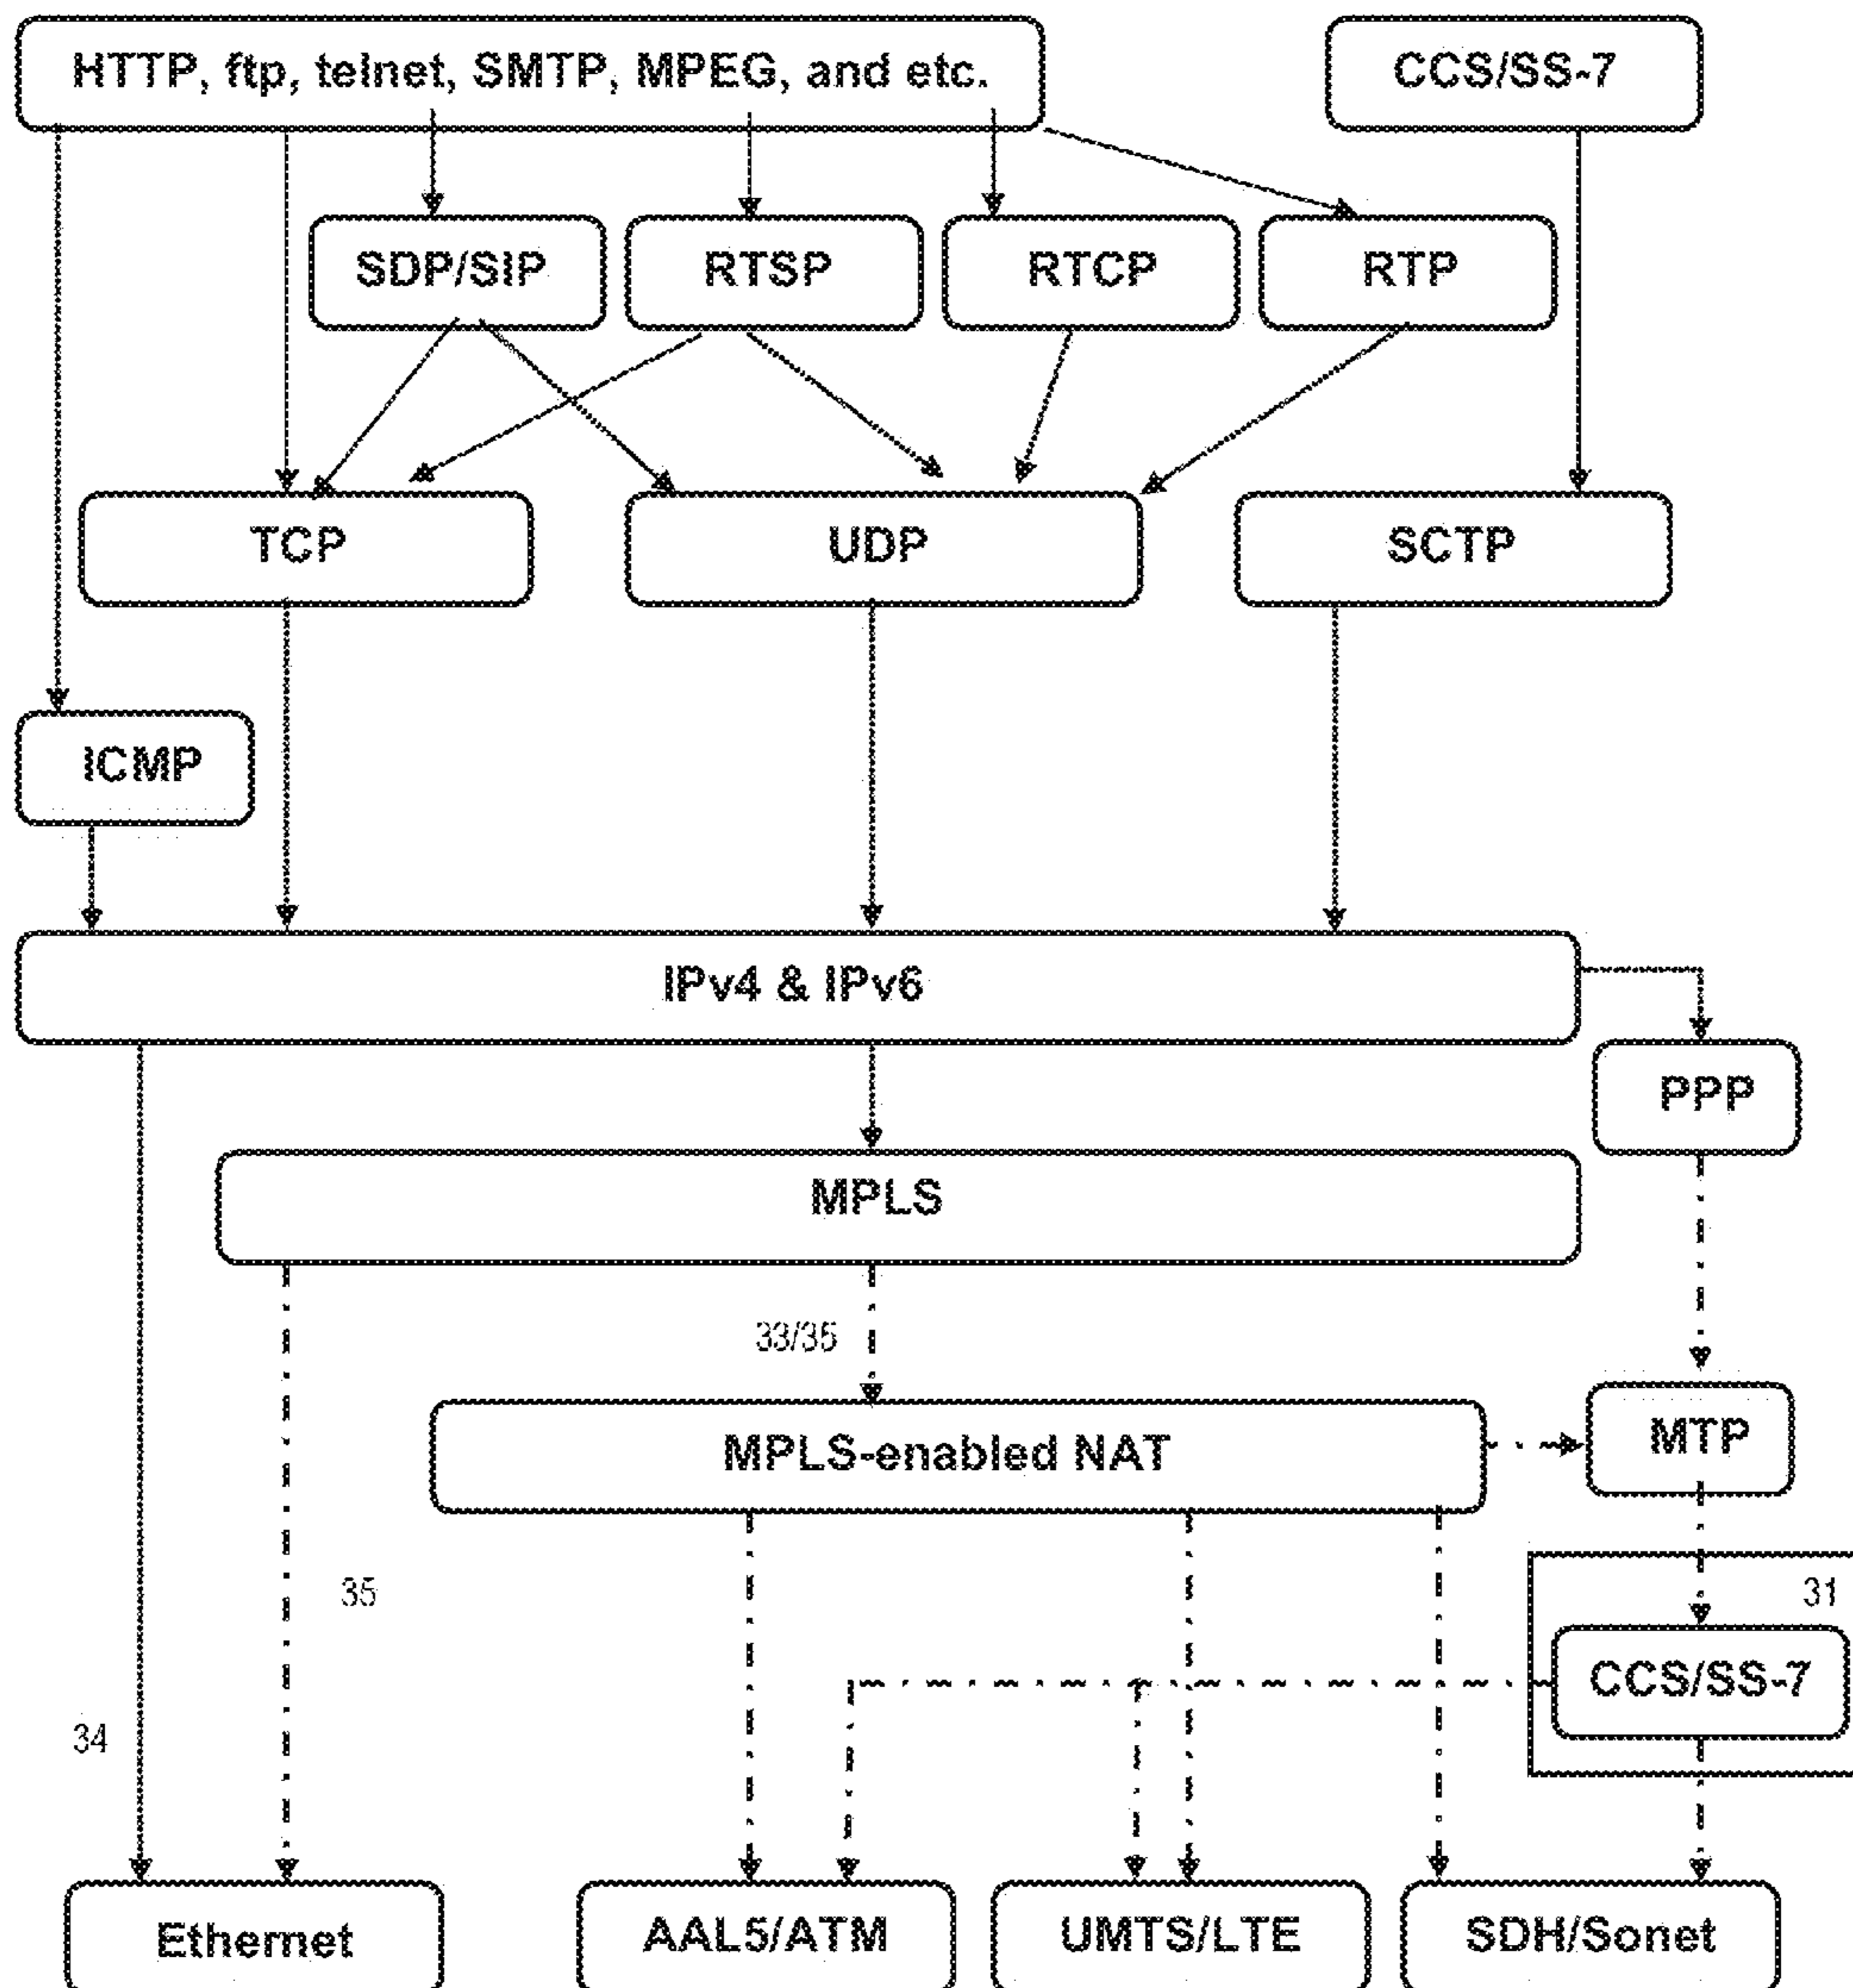 HTTP, ftp, telnet, SMTP, MPEG, and etc.
CCS/SS-7
SDP/SIP
RTSP
RTCP
RTP
TCP
UDP
SCTP
ICMP
IPv4 & IPv6
PPP
MPLS
33/35
MPLS-enabled NAT
MTP
35
31
CCS/SS-7
34
Ethernet
AAL5/ATM
UMTS/LTE
SDH/Sonet